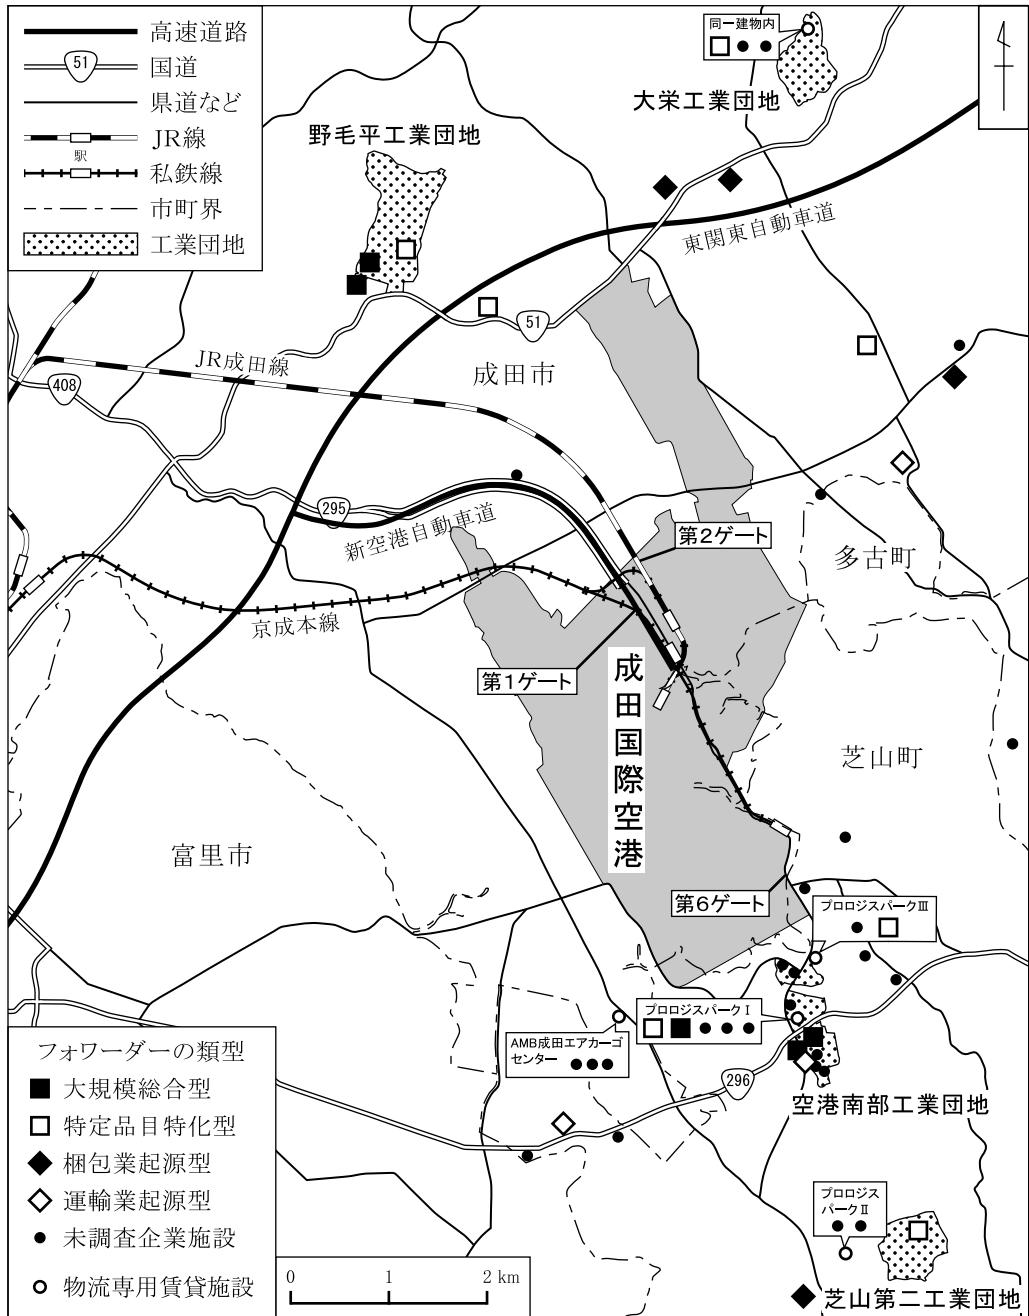 高速道路
51
国道
県道など
JR線
駅
私鉄線
市町界
工業団地
同一建物内
大栄工業団地
野毛平工業団地
東関東自動車道
51
JR成田線
成田市
408
295
新空港自動車道
第2ゲート
多古町
京成本線
第1ゲート
成田国際空港
芝山町
富里市
第6ゲート
プロロジスパークⅢ
プロロジスパークⅠ
AMB成田エアカーゴ
センター
296
空港南部工業団地
プロロジス
パークⅡ
芝山第二工業団地
フォワーダーの類型
大規模総合型
特定品目特化型
梱包業起源型
運輸業起源型
未調査企業施設
物流専用賃貸施設
0 1 2 km